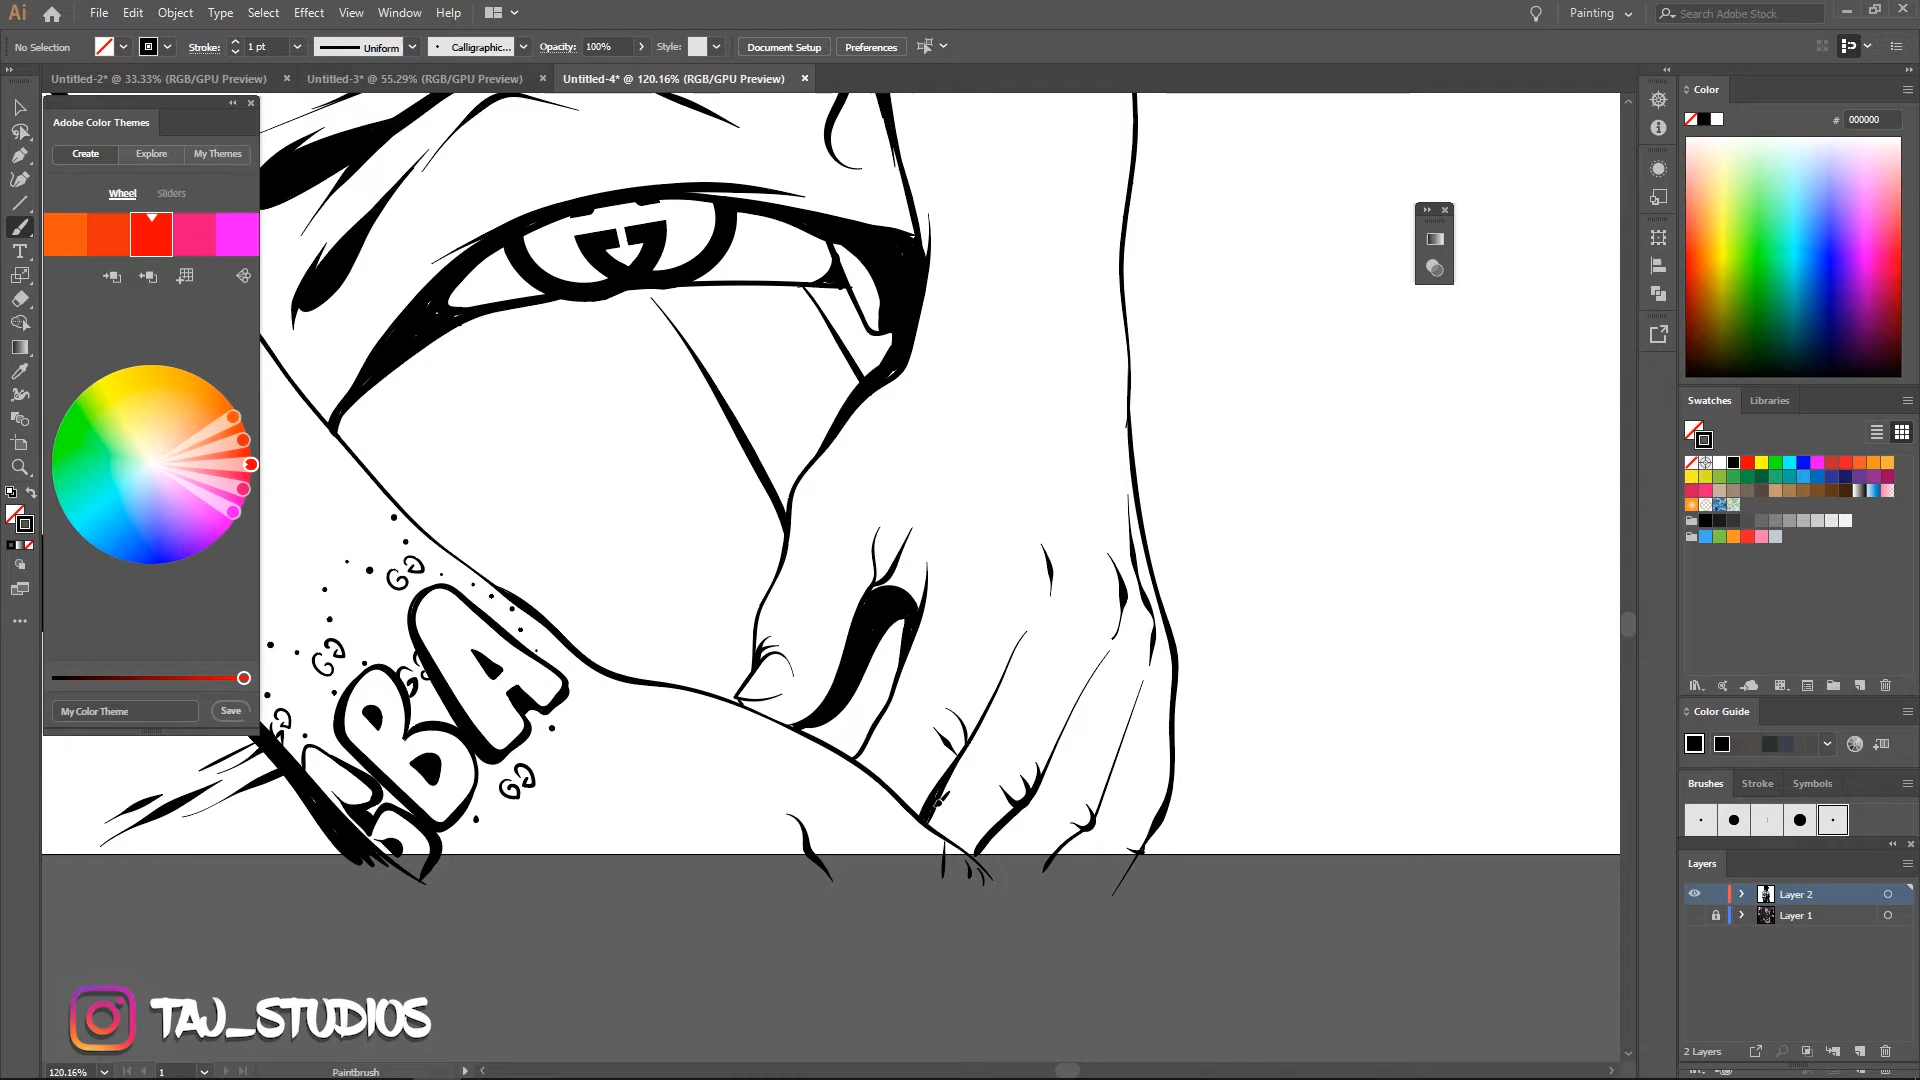 Ai File Edit Object Type Select Effect View Window Help Painting Search Adobe Stock
No Selection Stroke: 1 pt Uniform Calligraphic... Opacity: 100% Style: Document Setup Preferences
Untitled-2* @ 33.33% (RGB/GPU Preview) Untitled-3* @ 55.29% (RGB/GPU Preview) Untitled-4* @ 120.16% (RGB/GPU Preview)
Color
# 000000
Adobe Color Themes
Create Explore My Themes
Wheel Sliders
My Color Theme Save
BA
Swatches Libraries
Color Guide
Brushes Stroke Symbols
Layers
Layer 2
Layer 1
2 Layers
TAJ_STUDIOS
120.16% 1 Paintbrush